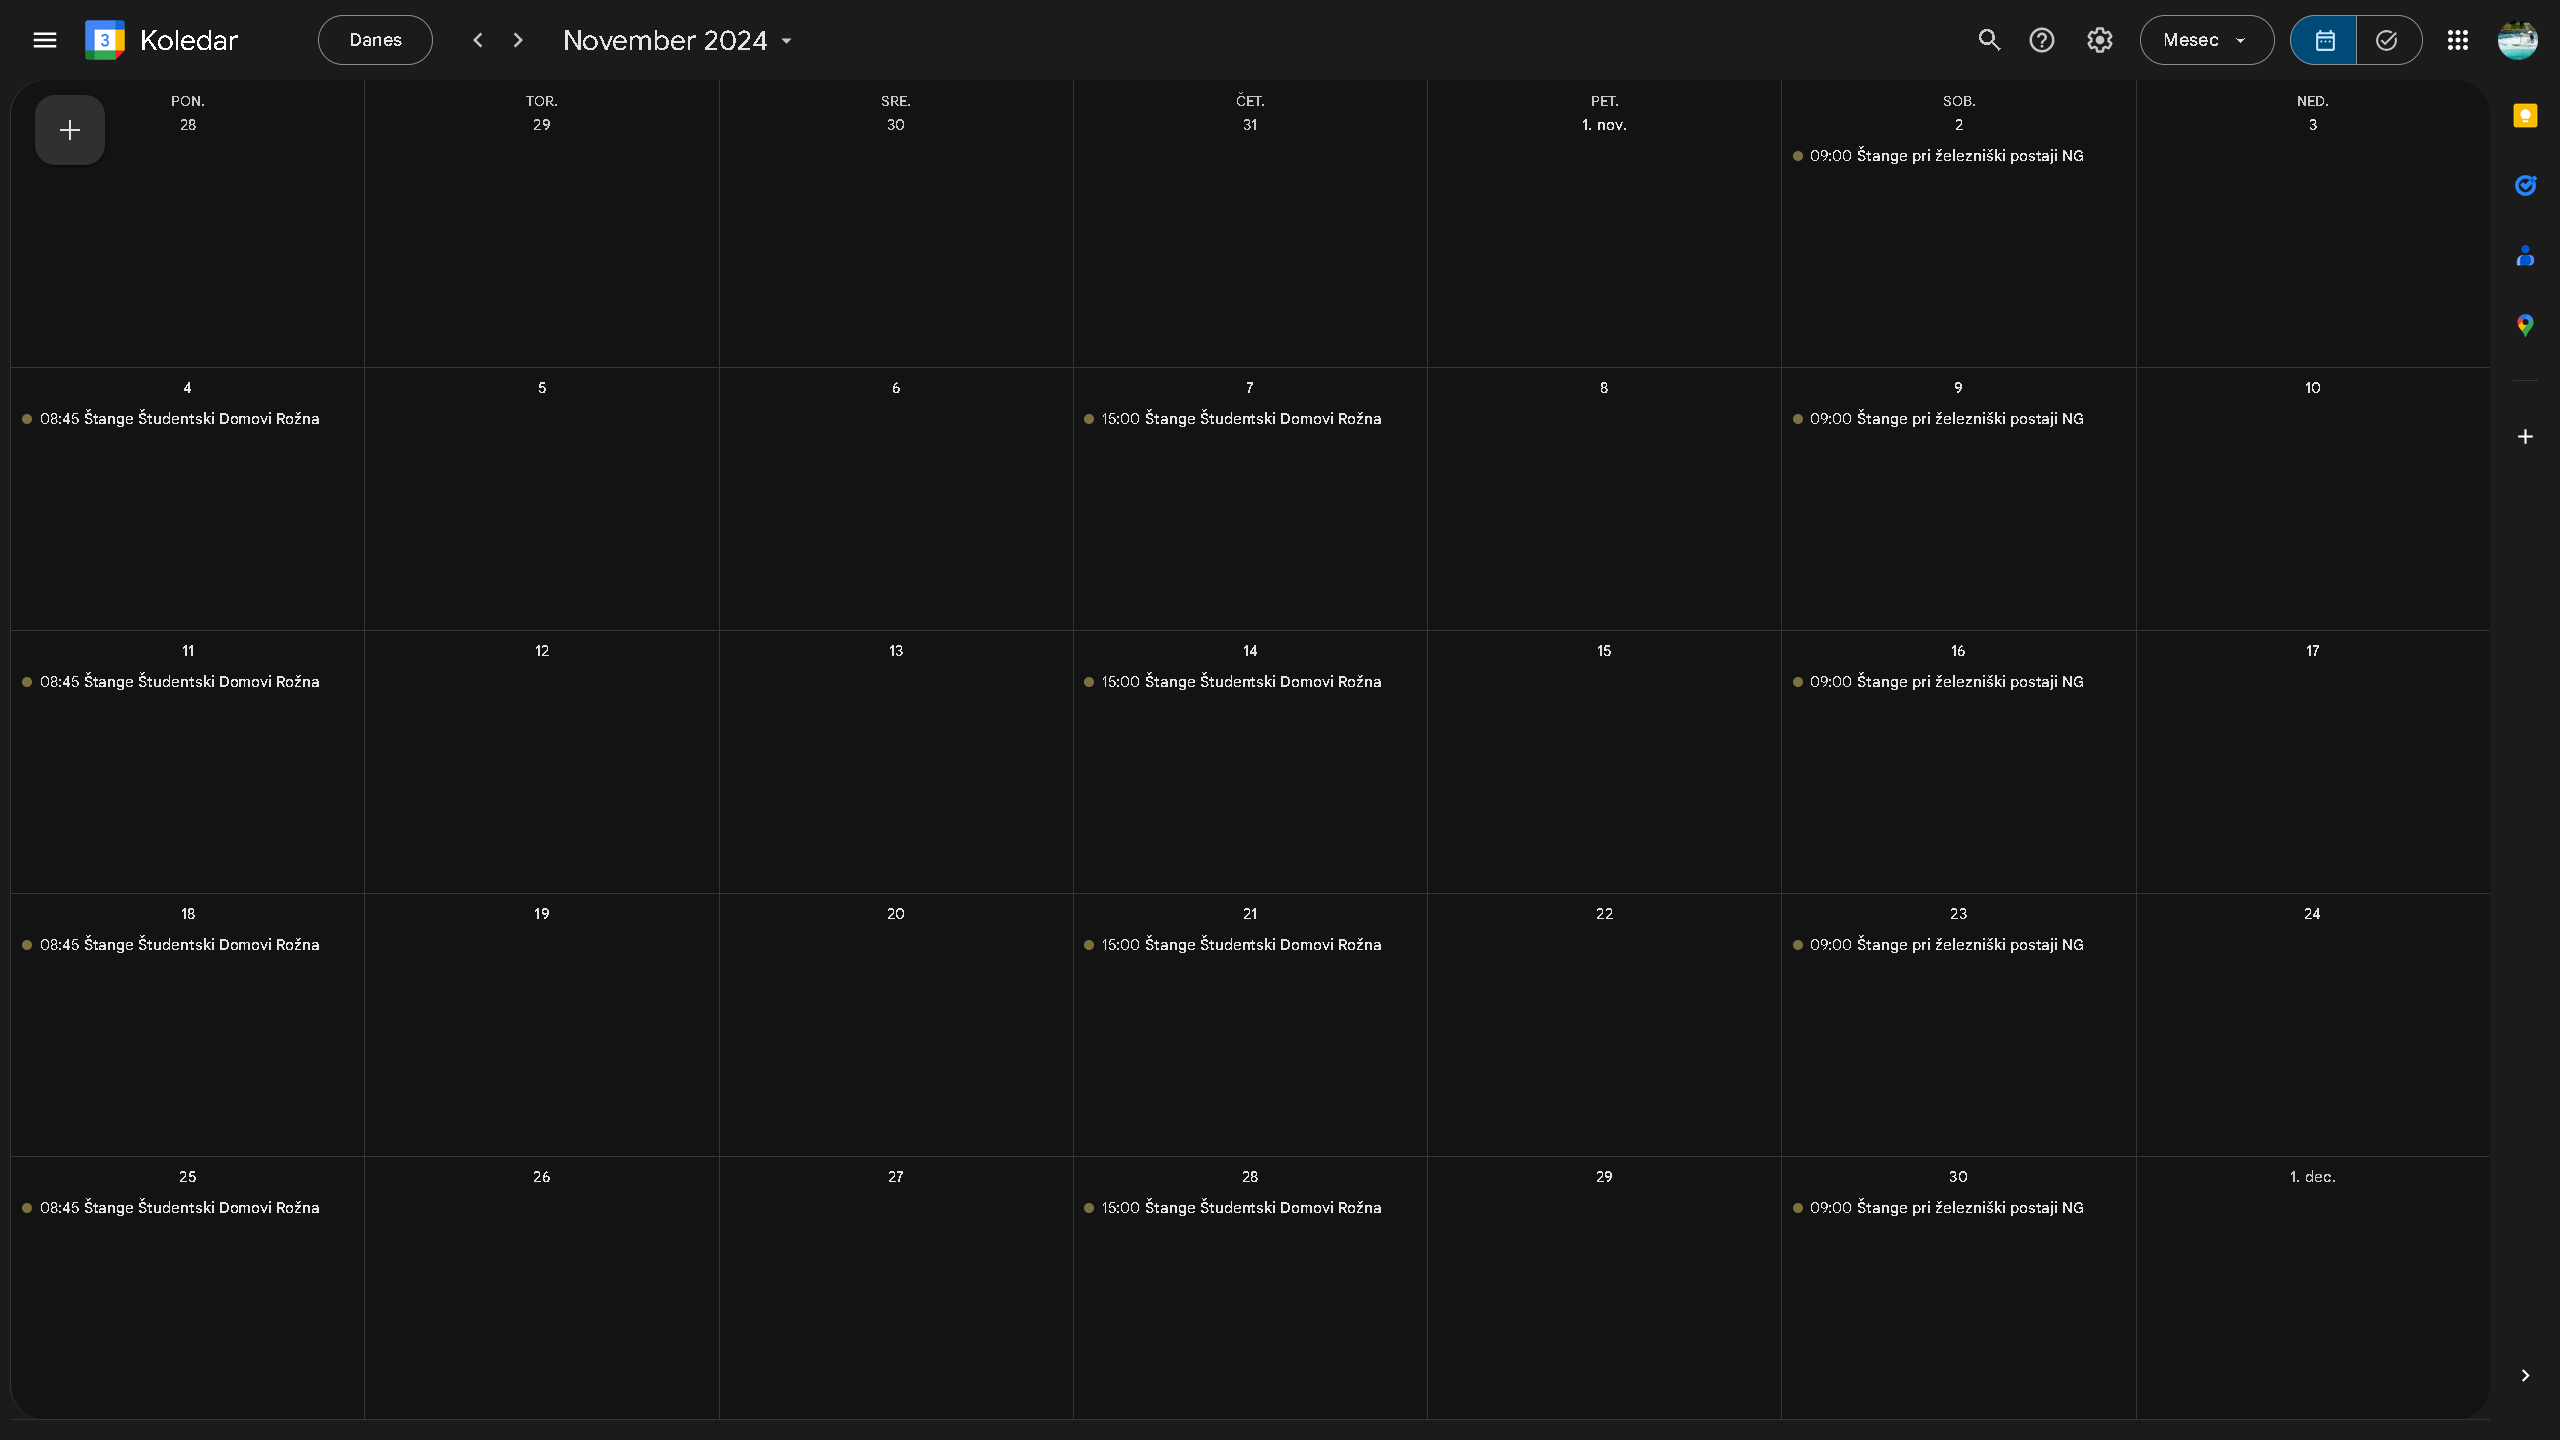 3 Koledar Danes November 2024 Mesec
PON. TOR. SRE. ČET. PET. SOB. NED.
28 29 30 31 1. nov. 2 3
09:00 Štange pri železniški postaji NG
4 5 6 7 8 9 10
08:45 Štange Študentski Domovi Rožna 15:00 Štange Študentski Domovi Rožna 09:00 Štange pri železniški postaji NG
11 12 13 14 15 16 17
08:45 Štange Študentski Domovi Rožna 15:00 Štange Študentski Domovi Rožna 09:00 Štange pri železniški postaji NG
18 19 20 21 22 23 24
08:45 Štange Študentski Domovi Rožna 15:00 Štange Študentski Domovi Rožna 09:00 Štange pri železniški postaji NG
25 26 27 28 29 30 1. dec.
08:45 Štange Študentski Domovi Rožna 15:00 Štange Študentski Domovi Rožna 09:00 Štange pri železniški postaji NG